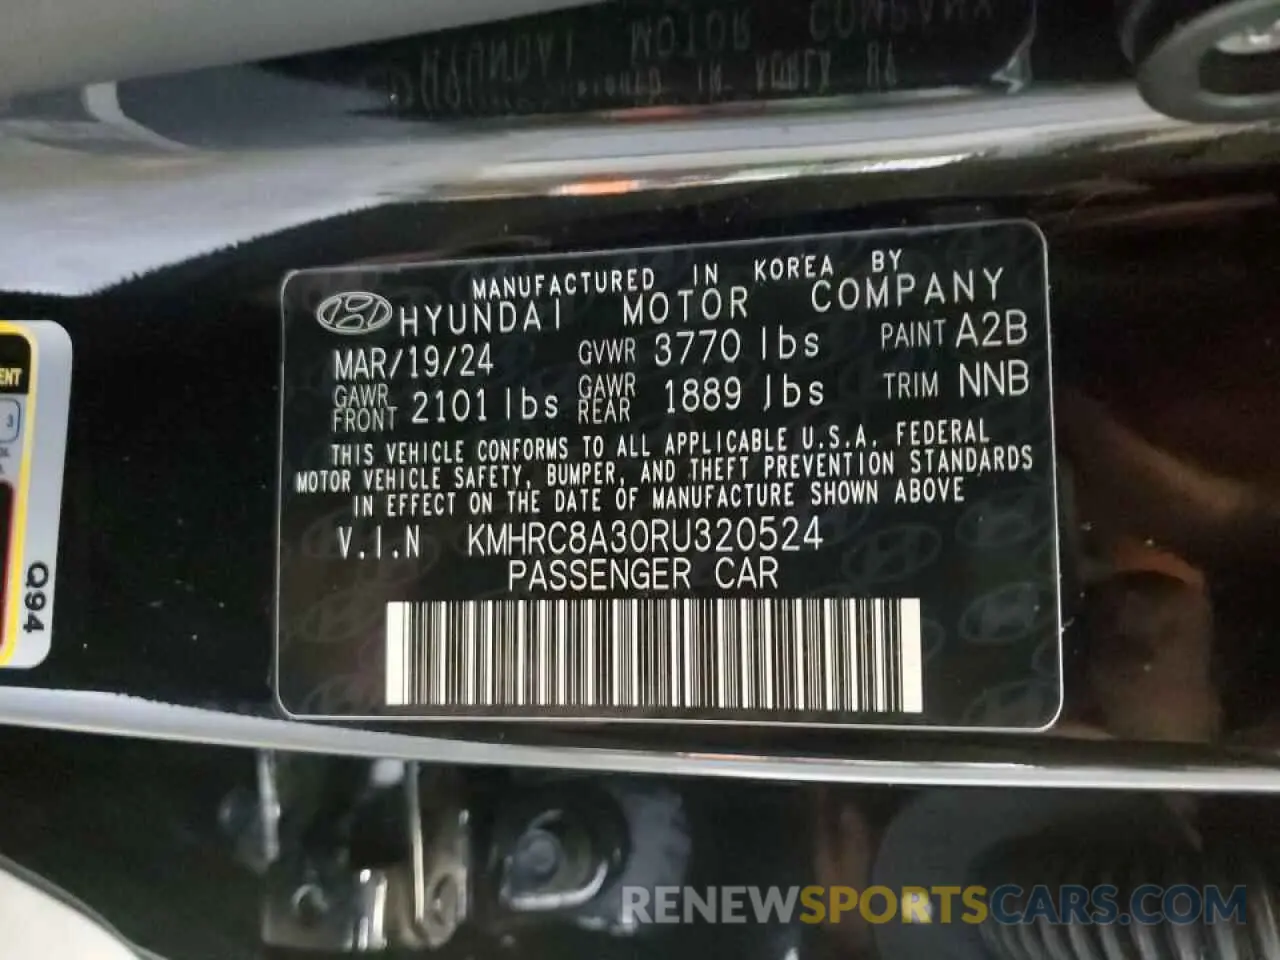 MANUFACTURED IN KOREA BY
HYUNDAI MOTOR COMPANY
MAR/19/24 GVWR 3770 lbs PAINT A2B
GAWR FRONT 2101 lbs GAWR REAR 1889 lbs TRIM NNB
THIS VEHICLE CONFORMS TO ALL APPLICABLE U.S.A. FEDERAL
MOTOR VEHICLE SAFETY, BUMPER, AND THEFT PREVENTION STANDARDS
IN EFFECT ON THE DATE OF MANUFACTURE SHOWN ABOVE
V.I.N KMHRC8A30RU320524
PASSENGER CAR
Q94
3
RENEWSPORTSCARS.COM